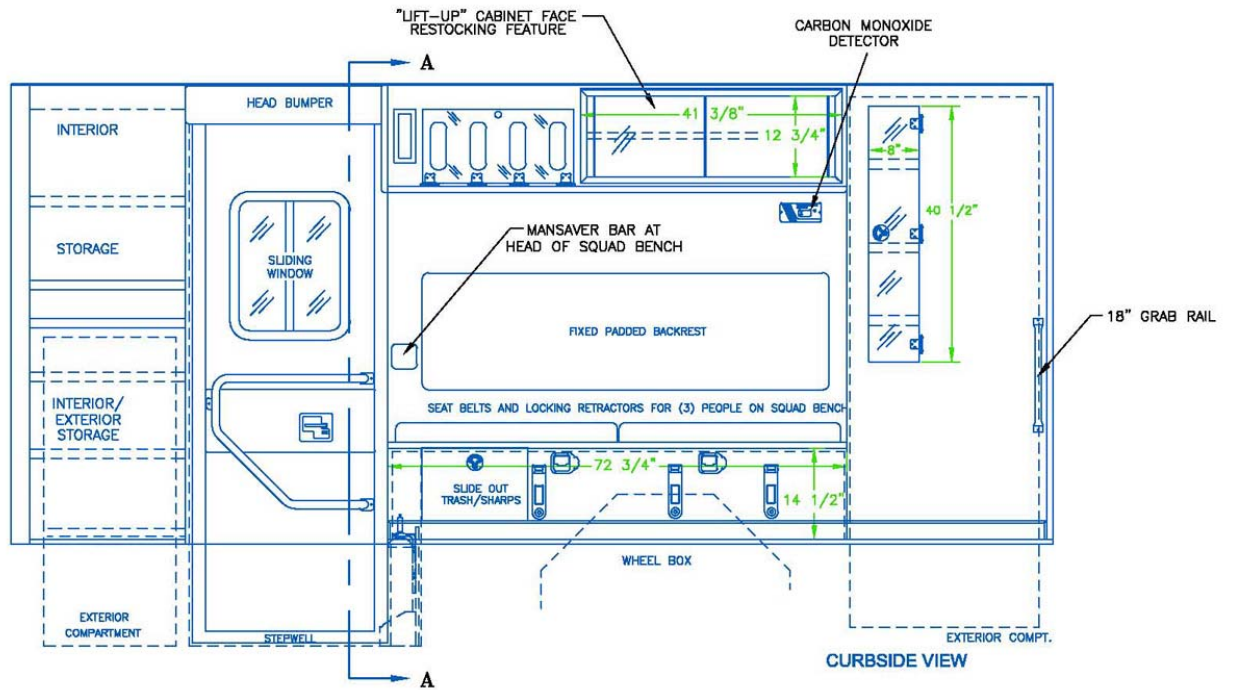 "LIFT-UP" CABINET FACE
RESTOCKING FEATURE
CARBON MONOXIDE
DETECTOR
A
HEAD BUMPER
INTERIOR
41 3/8"
12 3/4"
8"
40 1/2"
STORAGE
SLIDING
WINDOW
MANSAVER BAR AT
HEAD OF SQUAD BENCH
FIXED PADDED BACKREST
18" GRAB RAIL
INTERIOR/
EXTERIOR
STORAGE
SEAT BELTS AND LOCKING RETRACTORS FOR (3) PEOPLE ON SQUAD BENCH
72 3/4"
SLIDE OUT
TRASH/SHARPS
14 1/2"
WHEEL BOX
EXTERIOR
COMPARTMENT
STEPWELL
EXTERIOR COMPT.
CURBSIDE VIEW
A